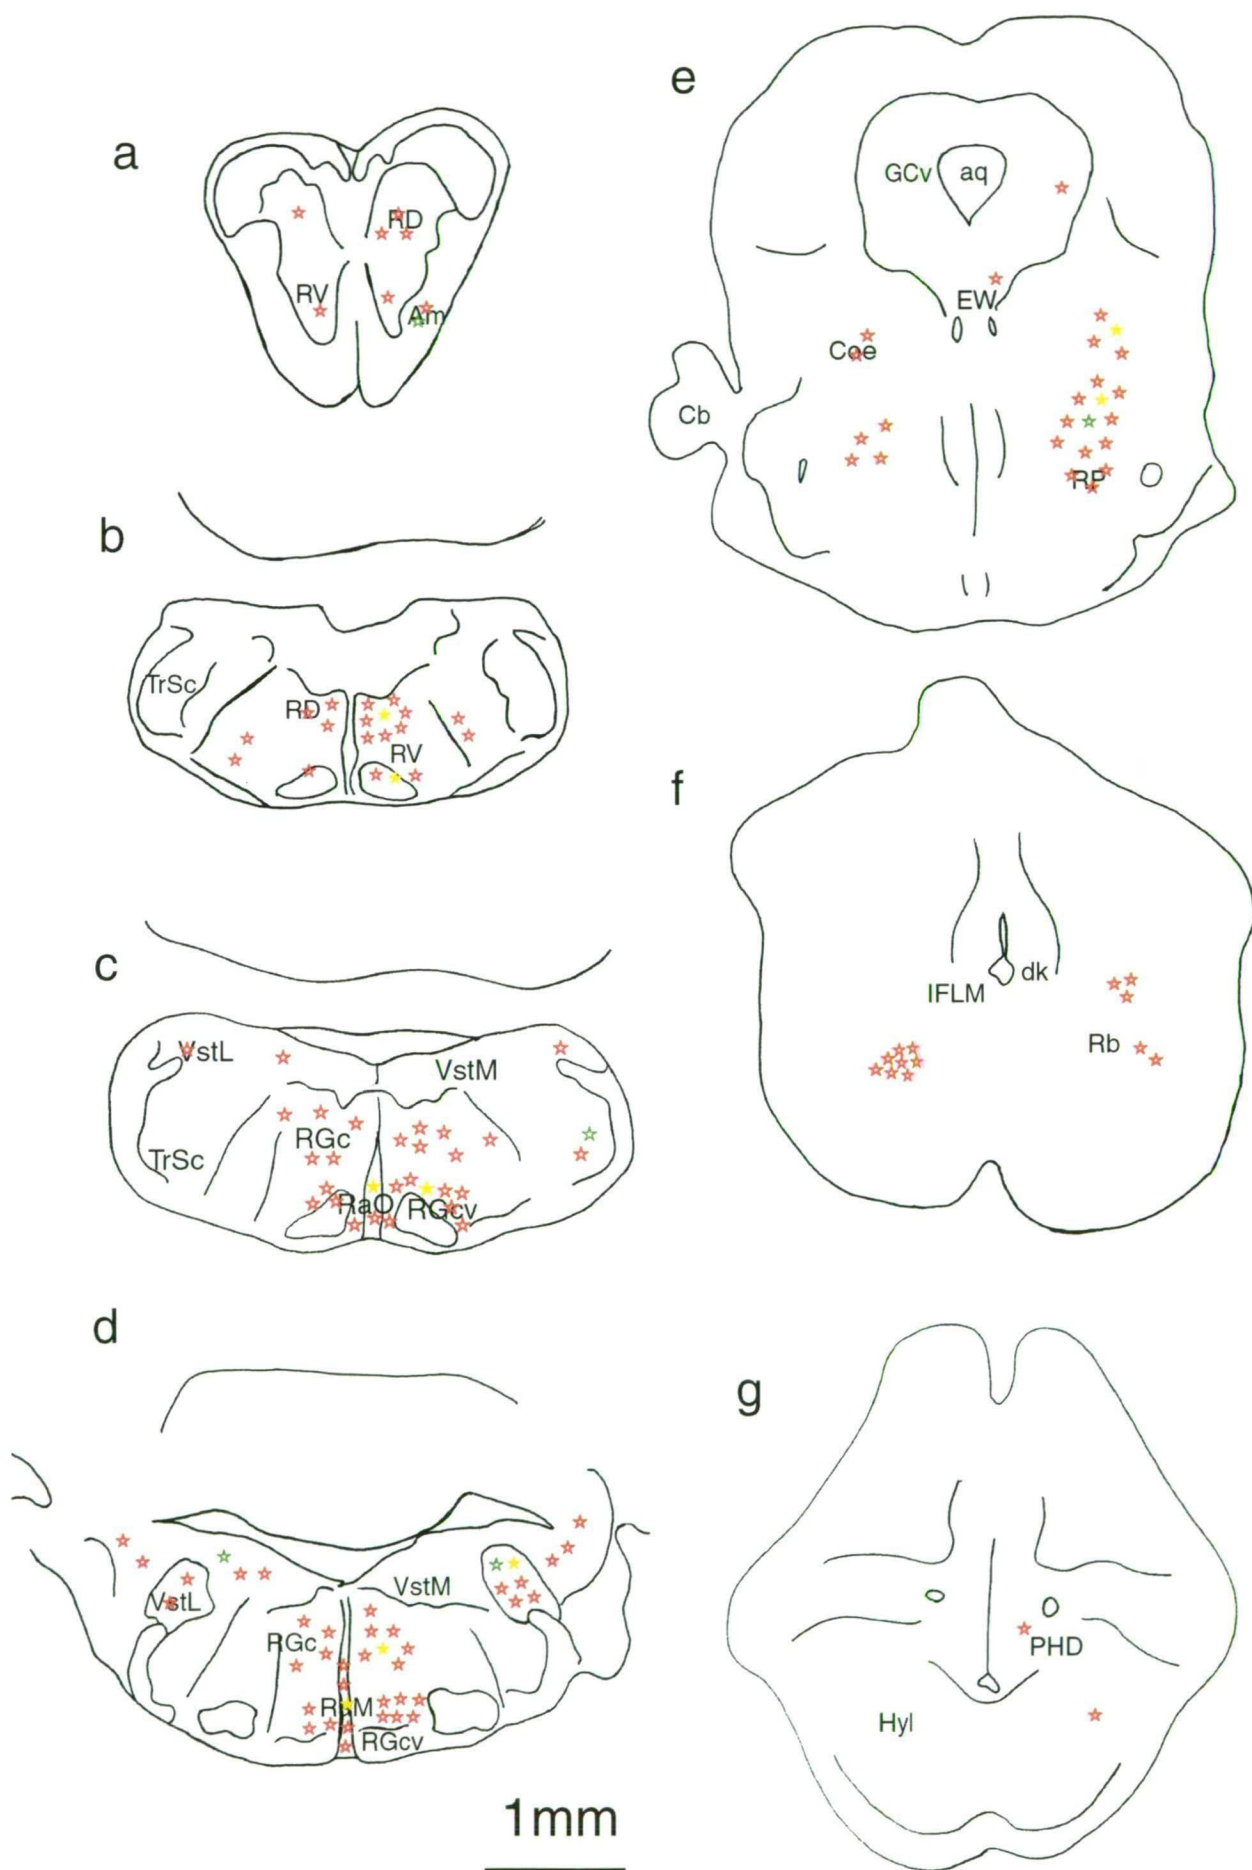 a
RD
RV
Am
b
TrSc
RD
RV
c
VstL
VstM
RGc
TrSc
RaO
RGcv
d
VstL
VstM
RGc
RaM
RGcv
1mm
e
GCv
aq
EW
Coe
Cb
RP
f
IFLM
dk
Rb
g
PHD
Hyl